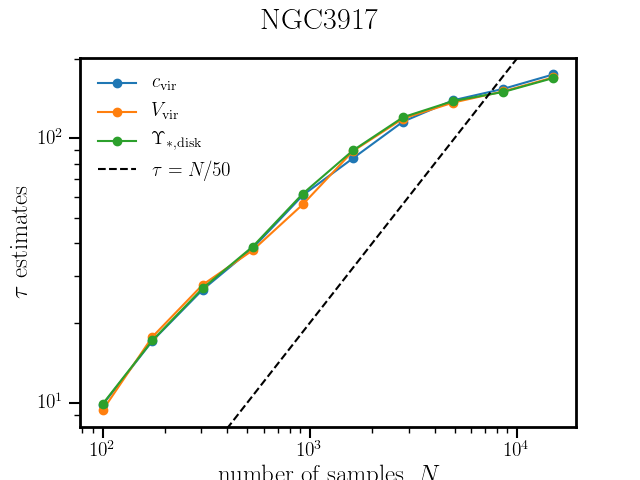 NGC3917
c_vir
V_vir
Υ_{*,disk}
τ = N/50
10^2
10^1
τ estimates
10^2 10^3 10^4
number of samples, N